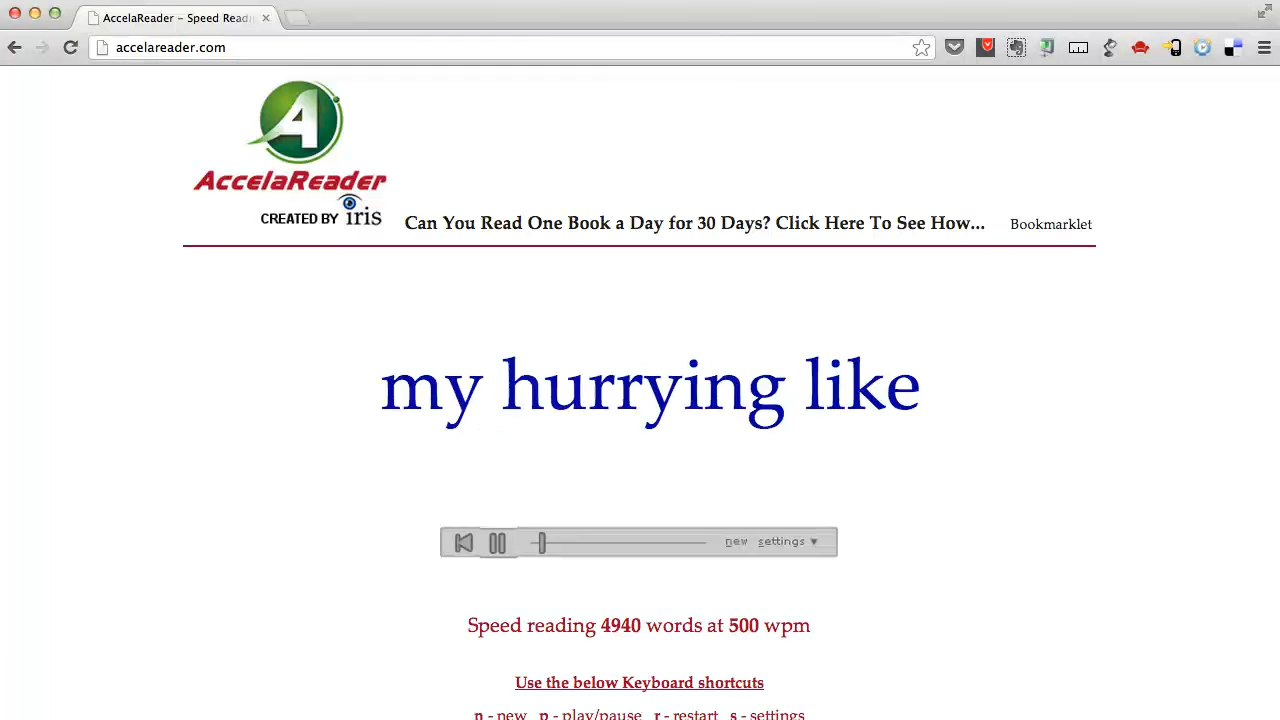 AccelaReader – Speed Readi
accelareader.com
A
AccelaReader
CREATED BY iris
Can You Read One Book a Day for 30 Days? Click Here To See How...
Bookmarklet
my hurrying like
new settings ▼
Speed reading 4940 words at 500 wpm
Use the below Keyboard shortcuts
n - new p - play/pause r - restart s - settings